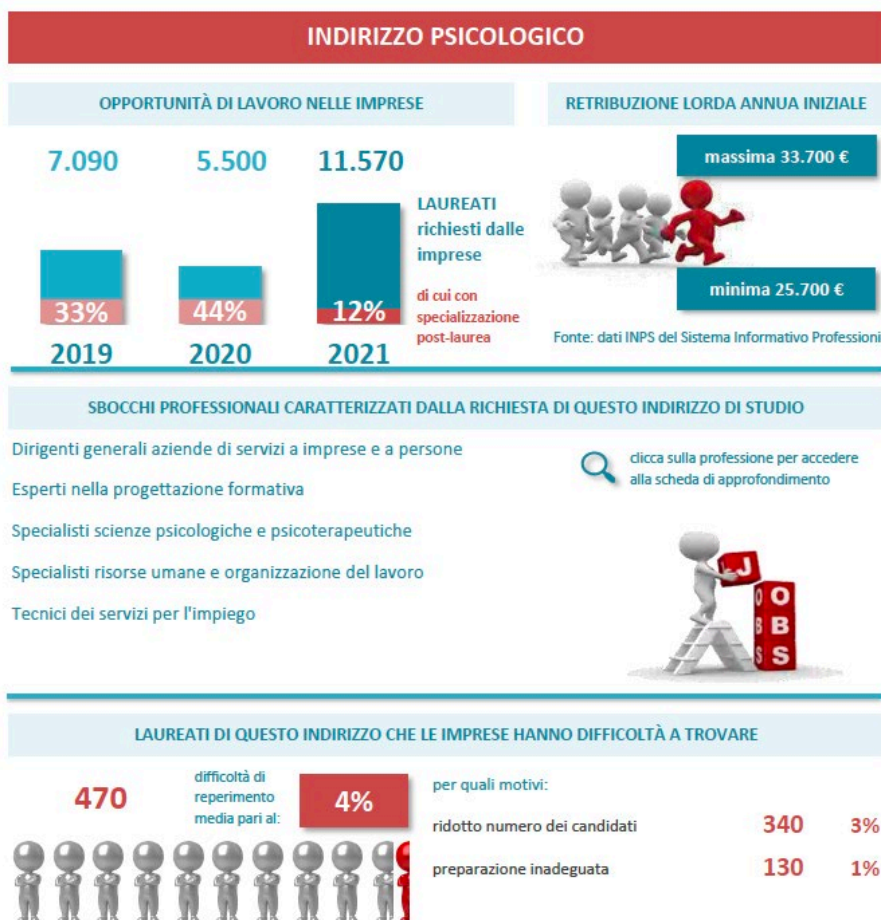 INDIRIZZO PSICOLOGICO
OPPORTUNITÀ DI LAVORO NELLE IMPRESE
7.090
5.500
11.570
LAUREATI
richiesti dalle
imprese
di cui con
specializzazione
post-laurea
33%
44%
12%
2019
2020
2021
RETRIBUZIONE LORDA ANNUA INIZIALE
massima 33.700 €
minima 25.700 €
Fonte: dati INPS del Sistema Informativo Professioni
SBOCCHI PROFESSIONALI CARATTERIZZATI DALLA RICHIESTA DI QUESTO INDIRIZZO DI STUDIO
Dirigenti generali aziende di servizi a imprese e a persone
Esperti nella progettazione formativa
Specialisti scienze psicologiche e psicoterapeutiche
Specialisti risorse umane e organizzazione del lavoro
Tecnici dei servizi per l'impiego
clicca sulla professione per accedere
alla scheda di approfondimento
J
O O
B B
S S
LAUREATI DI QUESTO INDIRIZZO CHE LE IMPRESE HANNO DIFFICOLTÀ A TROVARE
470
difficoltà di
reperimento
media pari al:
4%
per quali motivi:
ridotto numero dei candidati 340 3%
preparazione inadeguata 130 1%